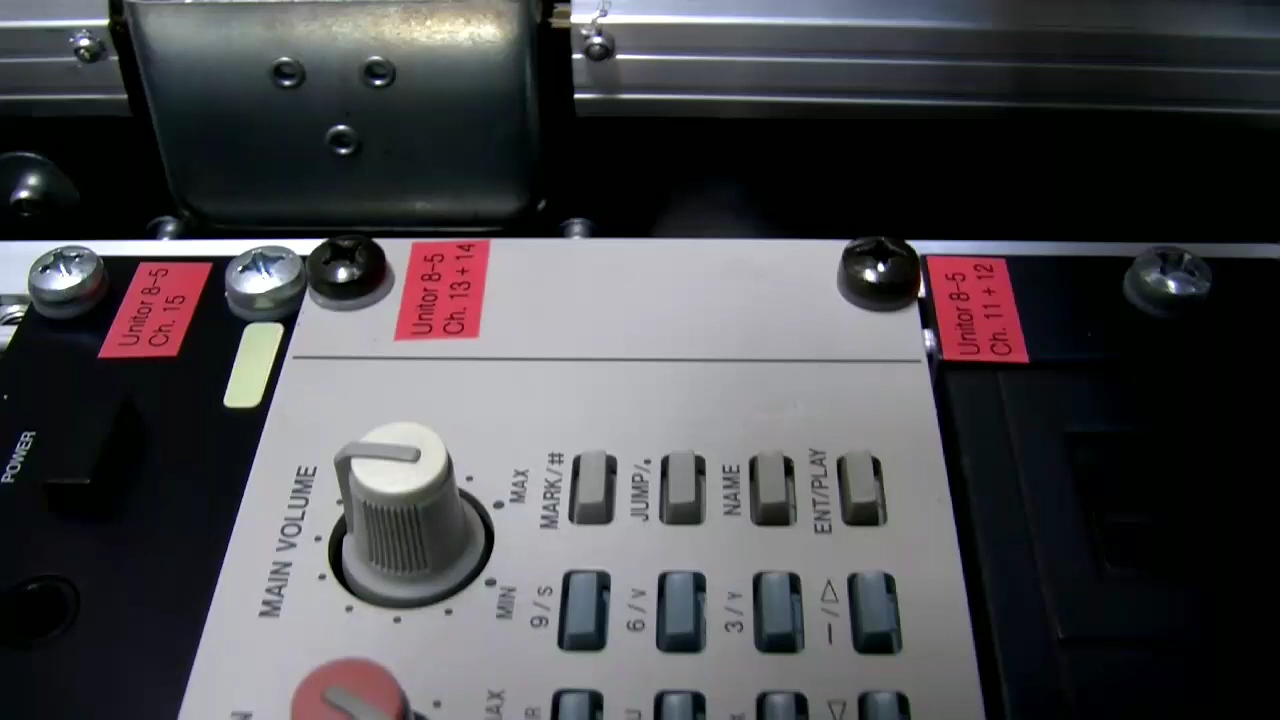 Unitor 8-5
Ch. 15
Unitor 8-5
Ch. 13 + 14
Unitor 8-5
Ch. 11 + 12
POWER
MAIN VOLUME
MAX
MIN
MARK/#
JUMP/.
NAME
ENT/PLAY
9/s
6/v
3/y
−/△